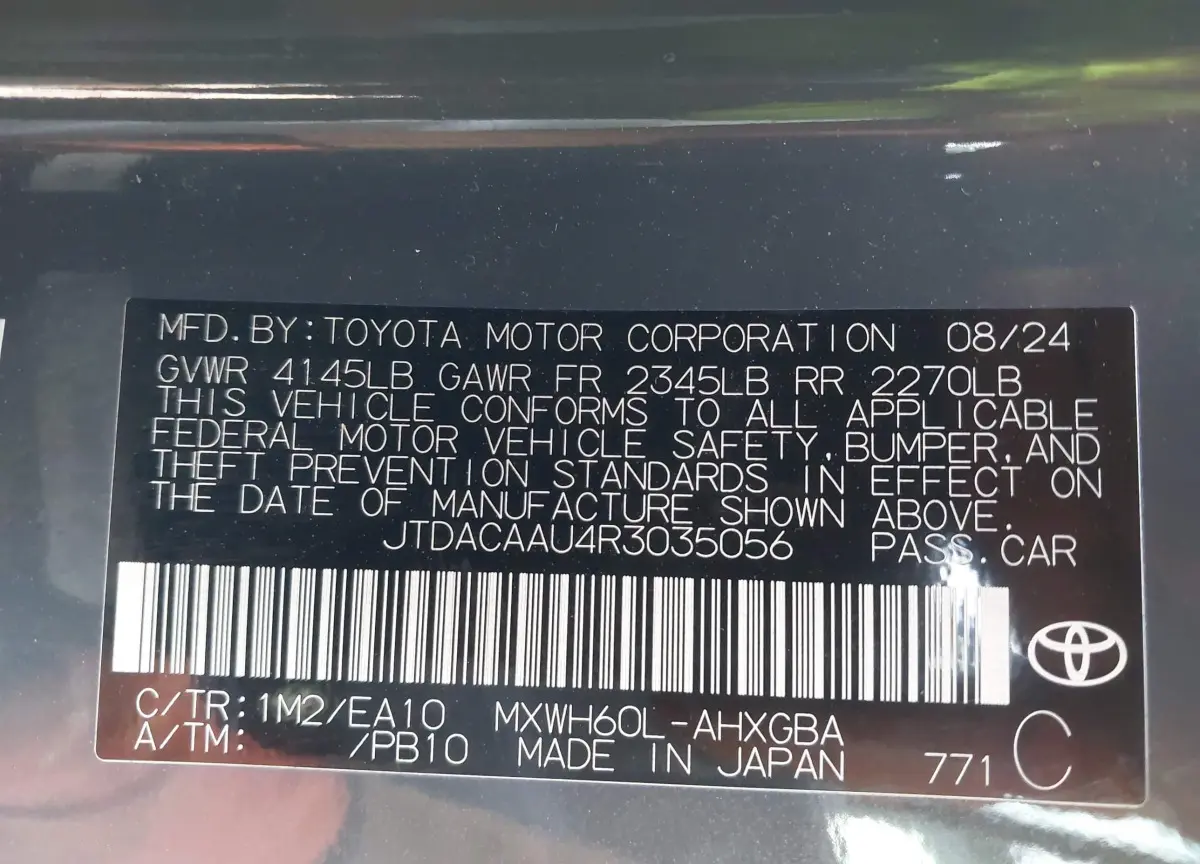 MFD.BY:TOYOTA MOTOR CORPORATION 08/24
GVWR 4145LB GAWR FR 2345LB RR 2270LB
THIS VEHICLE CONFORMS TO ALL APPLICABLE
FEDERAL MOTOR VEHICLE SAFETY,BUMPER,AND
THEFT PREVENTION STANDARDS IN EFFECT ON
THE DATE OF MANUFACTURE SHOWN ABOVE.
JTDACAAU4R3035056 PASS.CAR
C/TR:1M2/EA10 MXWH60L-AHXGBA
A/TM: /PB10 MADE IN JAPAN 771 C